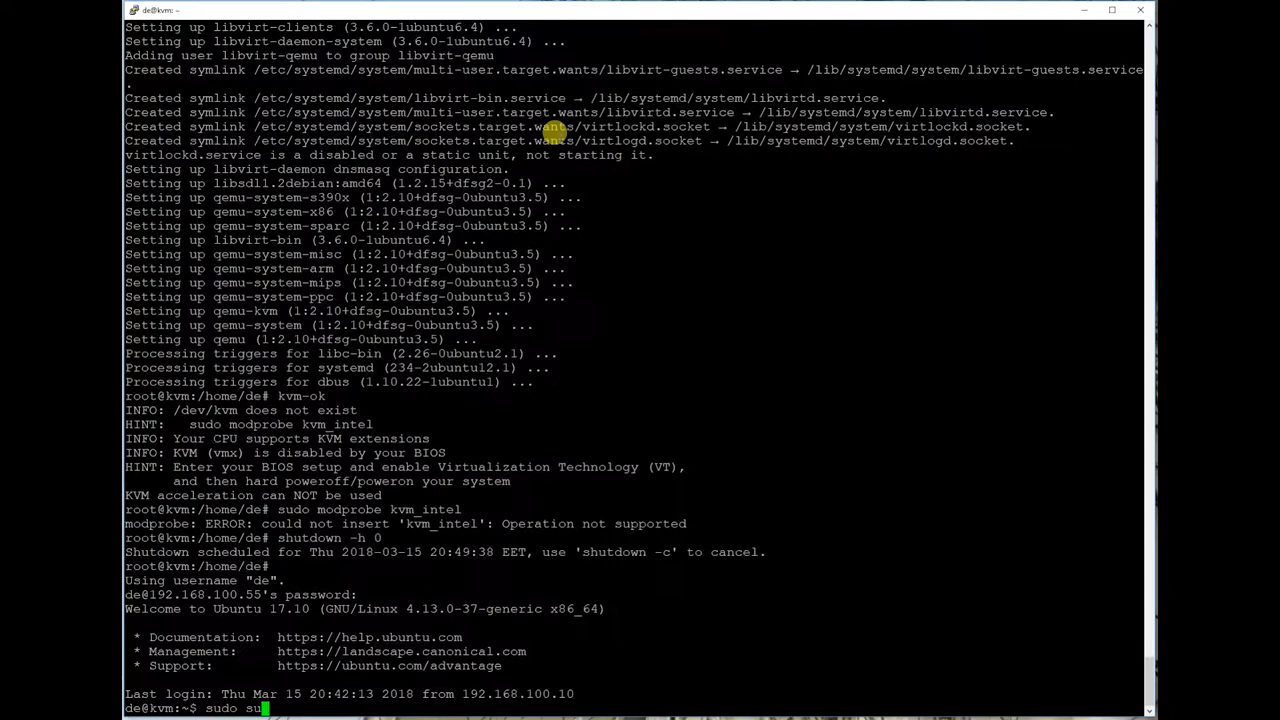 de@kvm: ~
Setting up libvirt-clients (3.6.0-1ubuntu6.4) ...
Setting up libvirt-daemon-system (3.6.0-1ubuntu6.4) ...
Adding user libvirt-qemu to group libvirt-qemu
Created symlink /etc/systemd/system/multi-user.target.wants/libvirt-guests.service → /lib/systemd/system/libvirt-guests.service
.
Created symlink /etc/systemd/system/libvirt-bin.service → /lib/systemd/system/libvirtd.service.
Created symlink /etc/systemd/system/multi-user.target.wants/libvirtd.service → /lib/systemd/system/libvirtd.service.
Created symlink /etc/systemd/system/sockets.target.wants/virtlockd.socket → /lib/systemd/system/virtlockd.socket.
Created symlink /etc/systemd/system/sockets.target.wants/virtlogd.socket → /lib/systemd/system/virtlogd.socket.
virtlockd.service is a disabled or a static unit, not starting it.
Setting up libvirt-daemon dnsmasq configuration.
Setting up libsdl1.2debian:amd64 (1.2.15+dfsg2-0.1) ...
Setting up qemu-system-s390x (1:2.10+dfsg-0ubuntu3.5) ...
Setting up qemu-system-x86 (1:2.10+dfsg-0ubuntu3.5) ...
Setting up qemu-system-sparc (1:2.10+dfsg-0ubuntu3.5) ...
Setting up libvirt-bin (3.6.0-1ubuntu6.4) ...
Setting up qemu-system-misc (1:2.10+dfsg-0ubuntu3.5) ...
Setting up qemu-system-arm (1:2.10+dfsg-0ubuntu3.5) ...
Setting up qemu-system-mips (1:2.10+dfsg-0ubuntu3.5) ...
Setting up qemu-system-ppc (1:2.10+dfsg-0ubuntu3.5) ...
Setting up qemu-kvm (1:2.10+dfsg-0ubuntu3.5) ...
Setting up qemu-system (1:2.10+dfsg-0ubuntu3.5) ...
Setting up qemu (1:2.10+dfsg-0ubuntu3.5) ...
Processing triggers for libc-bin (2.26-0ubuntu2.1) ...
Processing triggers for systemd (234-2ubuntu12.1) ...
Processing triggers for dbus (1.10.22-1ubuntu1) ...
root@kvm:/home/de# kvm-ok
INFO: /dev/kvm does not exist
HINT:   sudo modprobe kvm_intel
INFO: Your CPU supports KVM extensions
INFO: KVM (vmx) is disabled by your BIOS
HINT: Enter your BIOS setup and enable Virtualization Technology (VT),
      and then hard poweroff/poweron your system
KVM acceleration can NOT be used
root@kvm:/home/de# sudo modprobe kvm_intel
modprobe: ERROR: could not insert 'kvm_intel': Operation not supported
root@kvm:/home/de# shutdown -h 0
Shutdown scheduled for Thu 2018-03-15 20:49:38 EET, use 'shutdown -c' to cancel.
root@kvm:/home/de#
Using username "de".
de@192.168.100.55's password:
Welcome to Ubuntu 17.10 (GNU/Linux 4.13.0-37-generic x86_64)
* Documentation:  https://help.ubuntu.com
* Management:     https://landscape.canonical.com
* Support:        https://ubuntu.com/advantage
Last login: Thu Mar 15 20:42:13 2018 from 192.168.100.10
de@kvm:~$ sudo su